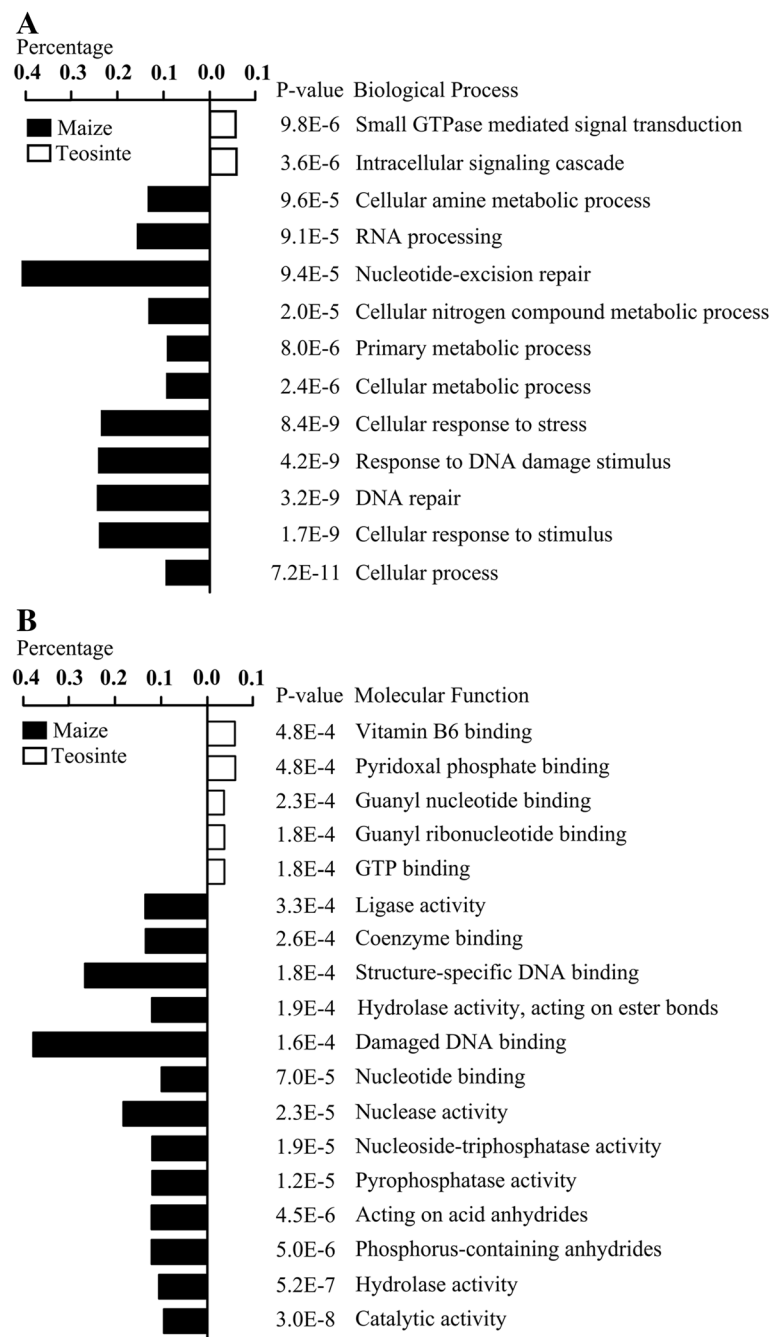 A
Percentage
0.4 0.3 0.2 0.1 0.0 0.1
P-value Biological Process
Maize
Teosinte
9.8E-6 Small GTPase mediated signal transduction
3.6E-6 Intracellular signaling cascade
9.6E-5 Cellular amine metabolic process
9.1E-5 RNA processing
9.4E-5 Nucleotide-excision repair
2.0E-5 Cellular nitrogen compound metabolic process
8.0E-6 Primary metabolic process
2.4E-6 Cellular metabolic process
8.4E-9 Cellular response to stress
4.2E-9 Response to DNA damage stimulus
3.2E-9 DNA repair
1.7E-9 Cellular response to stimulus
7.2E-11 Cellular process
B
Percentage
0.4 0.3 0.2 0.1 0.0 0.1
P-value Molecular Function
Maize
Teosinte
4.8E-4 Vitamin B6 binding
4.8E-4 Pyridoxal phosphate binding
2.3E-4 Guanyl nucleotide binding
1.8E-4 Guanyl ribonucleotide binding
1.8E-4 GTP binding
3.3E-4 Ligase activity
2.6E-4 Coenzyme binding
1.8E-4 Structure-specific DNA binding
1.9E-4 Hydrolase activity, acting on ester bonds
1.6E-4 Damaged DNA binding
7.0E-5 Nucleotide binding
2.3E-5 Nuclease activity
1.9E-5 Nucleoside-triphosphatase activity
1.2E-5 Pyrophosphatase activity
4.5E-6 Acting on acid anhydrides
5.0E-6 Phosphorus-containing anhydrides
5.2E-7 Hydrolase activity
3.0E-8 Catalytic activity